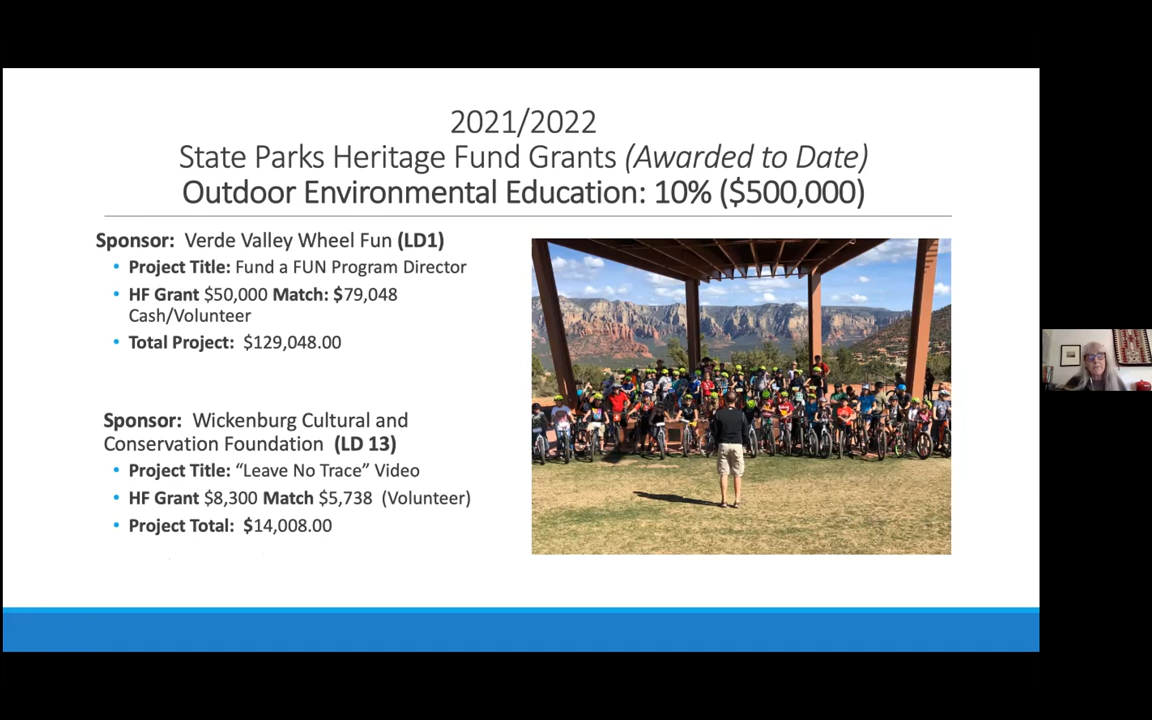 2021/2022
State Parks Heritage Fund Grants (Awarded to Date)
Outdoor Environmental Education: 10% ($500,000)
Sponsor: Verde Valley Wheel Fun (LD1)
• Project Title: Fund a FUN Program Director
• HF Grant $50,000 Match: $79,048
Cash/Volunteer
• Total Project: $129,048.00
Sponsor: Wickenburg Cultural and
Conservation Foundation (LD 13)
• Project Title: “Leave No Trace” Video
• HF Grant $8,300 Match $5,738 (Volunteer)
• Project Total: $14,008.00